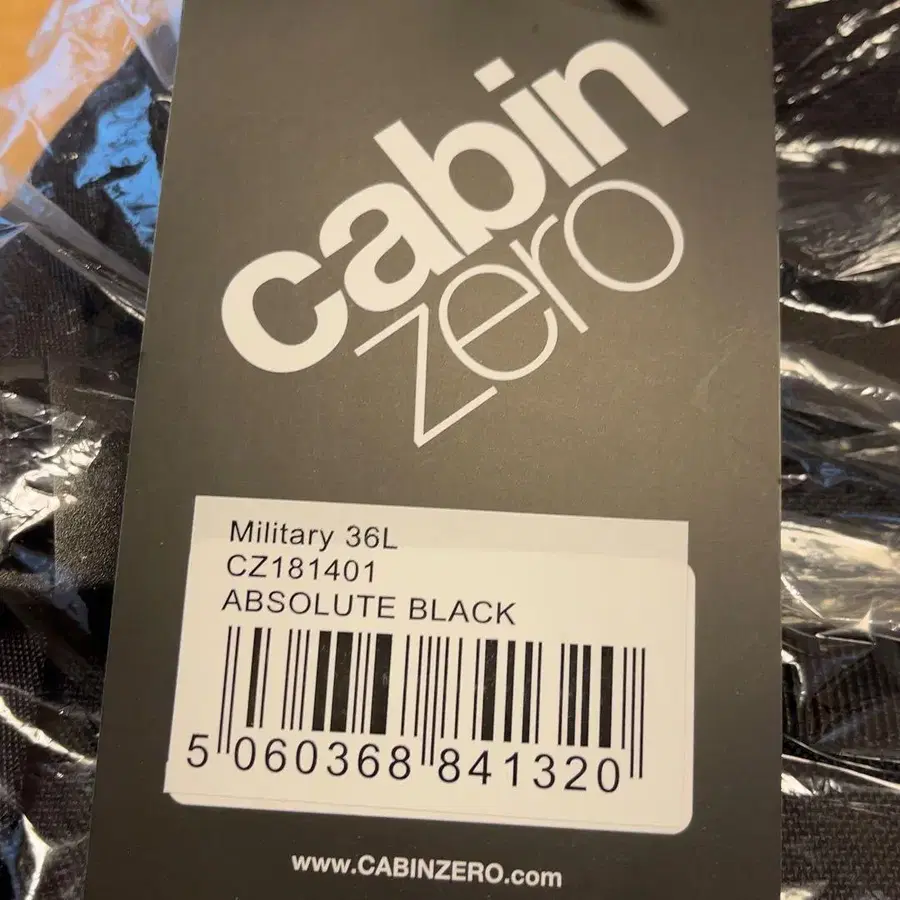 cabin
zero
Military 36L
CZ181401
ABSOLUTE BLACK
5 060368 841320
www.CABINZERO.com